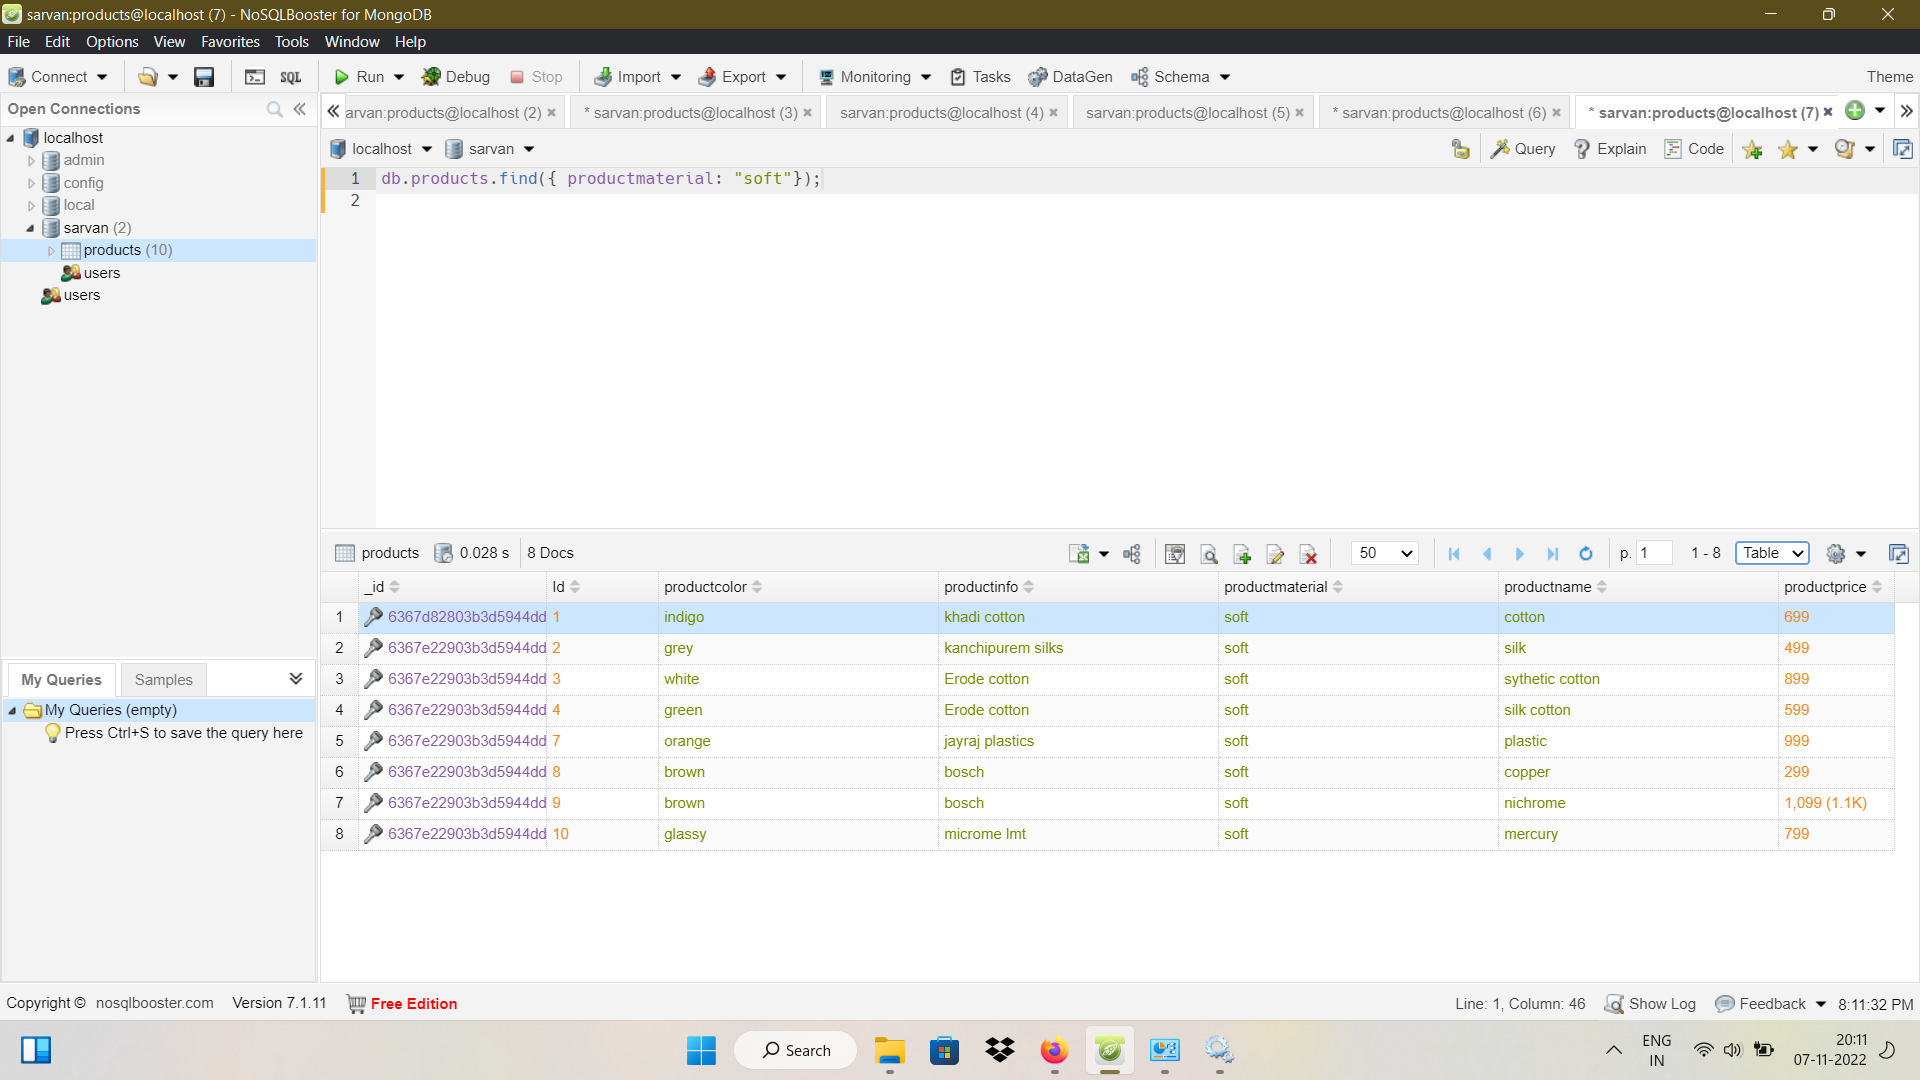 sarvan:products@localhost (7) - NoSQLBooster for MongoDB
File Edit Options View Favorites Tools Window Help
Connect SQL Run Debug Stop Import Export Monitoring Tasks DataGen Schema Theme
Open Connections
arvan:products@localhost (2) * sarvan:products@localhost (3) sarvan:products@localhost (4) sarvan:products@localhost (5) * sarvan:products@localhost (6) * sarvan:products@localhost (7)
localhost
admin
config
local
sarvan (2)
products (10)
users
users
localhost sarvan Query Explain Code
1 db.products.find({ productmaterial: "soft"});
2
products 0.028 s 8 Docs 50 p. 1 1 - 8 Table
_id Id productcolor productinfo productmaterial productname productprice
1 6367d82803b3d5944dd 1 indigo khadi cotton soft cotton 699
2 6367e22903b3d5944dd 2 grey kanchipurem silks soft silk 499
3 6367e22903b3d5944dd 3 white Erode cotton soft sythetic cotton 899
4 6367e22903b3d5944dd 4 green Erode cotton soft silk cotton 599
5 6367e22903b3d5944dd 7 orange jayraj plastics soft plastic 999
6 6367e22903b3d5944dd 8 brown bosch soft copper 299
7 6367e22903b3d5944dd 9 brown bosch soft nichrome 1,099 (1.1K)
8 6367e22903b3d5944dd 10 glassy microme lmt soft mercury 799
My Queries Samples
My Queries (empty)
Press Ctrl+S to save the query here
Copyright © nosqlbooster.com Version 7.1.11 Free Edition Line: 1, Column: 46 Show Log Feedback 8:11:32 PM
Search
ENG
IN
20:11
07-11-2022